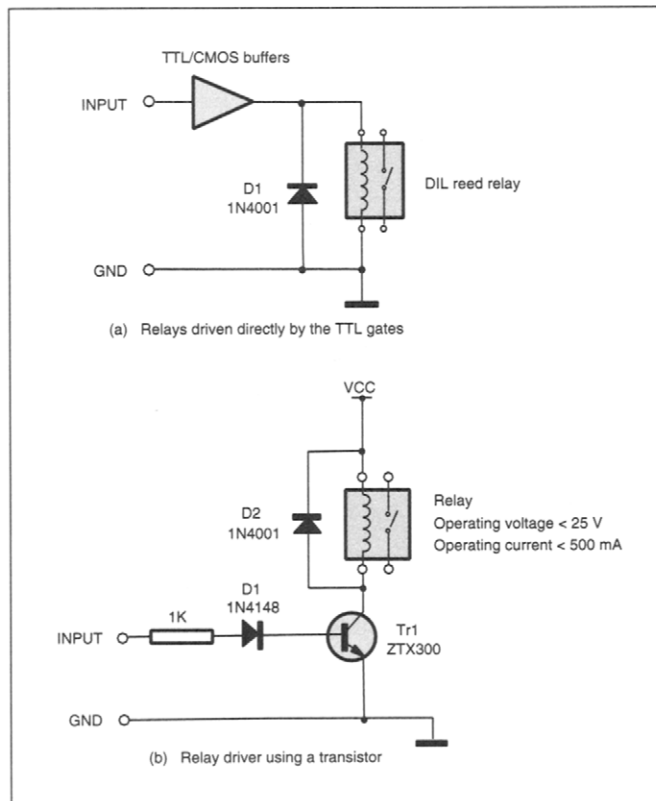 TTL/CMOS buffers
INPUT
D1
1N4001
DIL reed relay
GND
(a) Relays driven directly by the TTL gates
VCC
D2
1N4001
Relay
Operating voltage < 25 V
Operating current < 500 mA
D1
1N4148
1K
INPUT
Tr1
ZTX300
GND
(b) Relay driver using a transistor